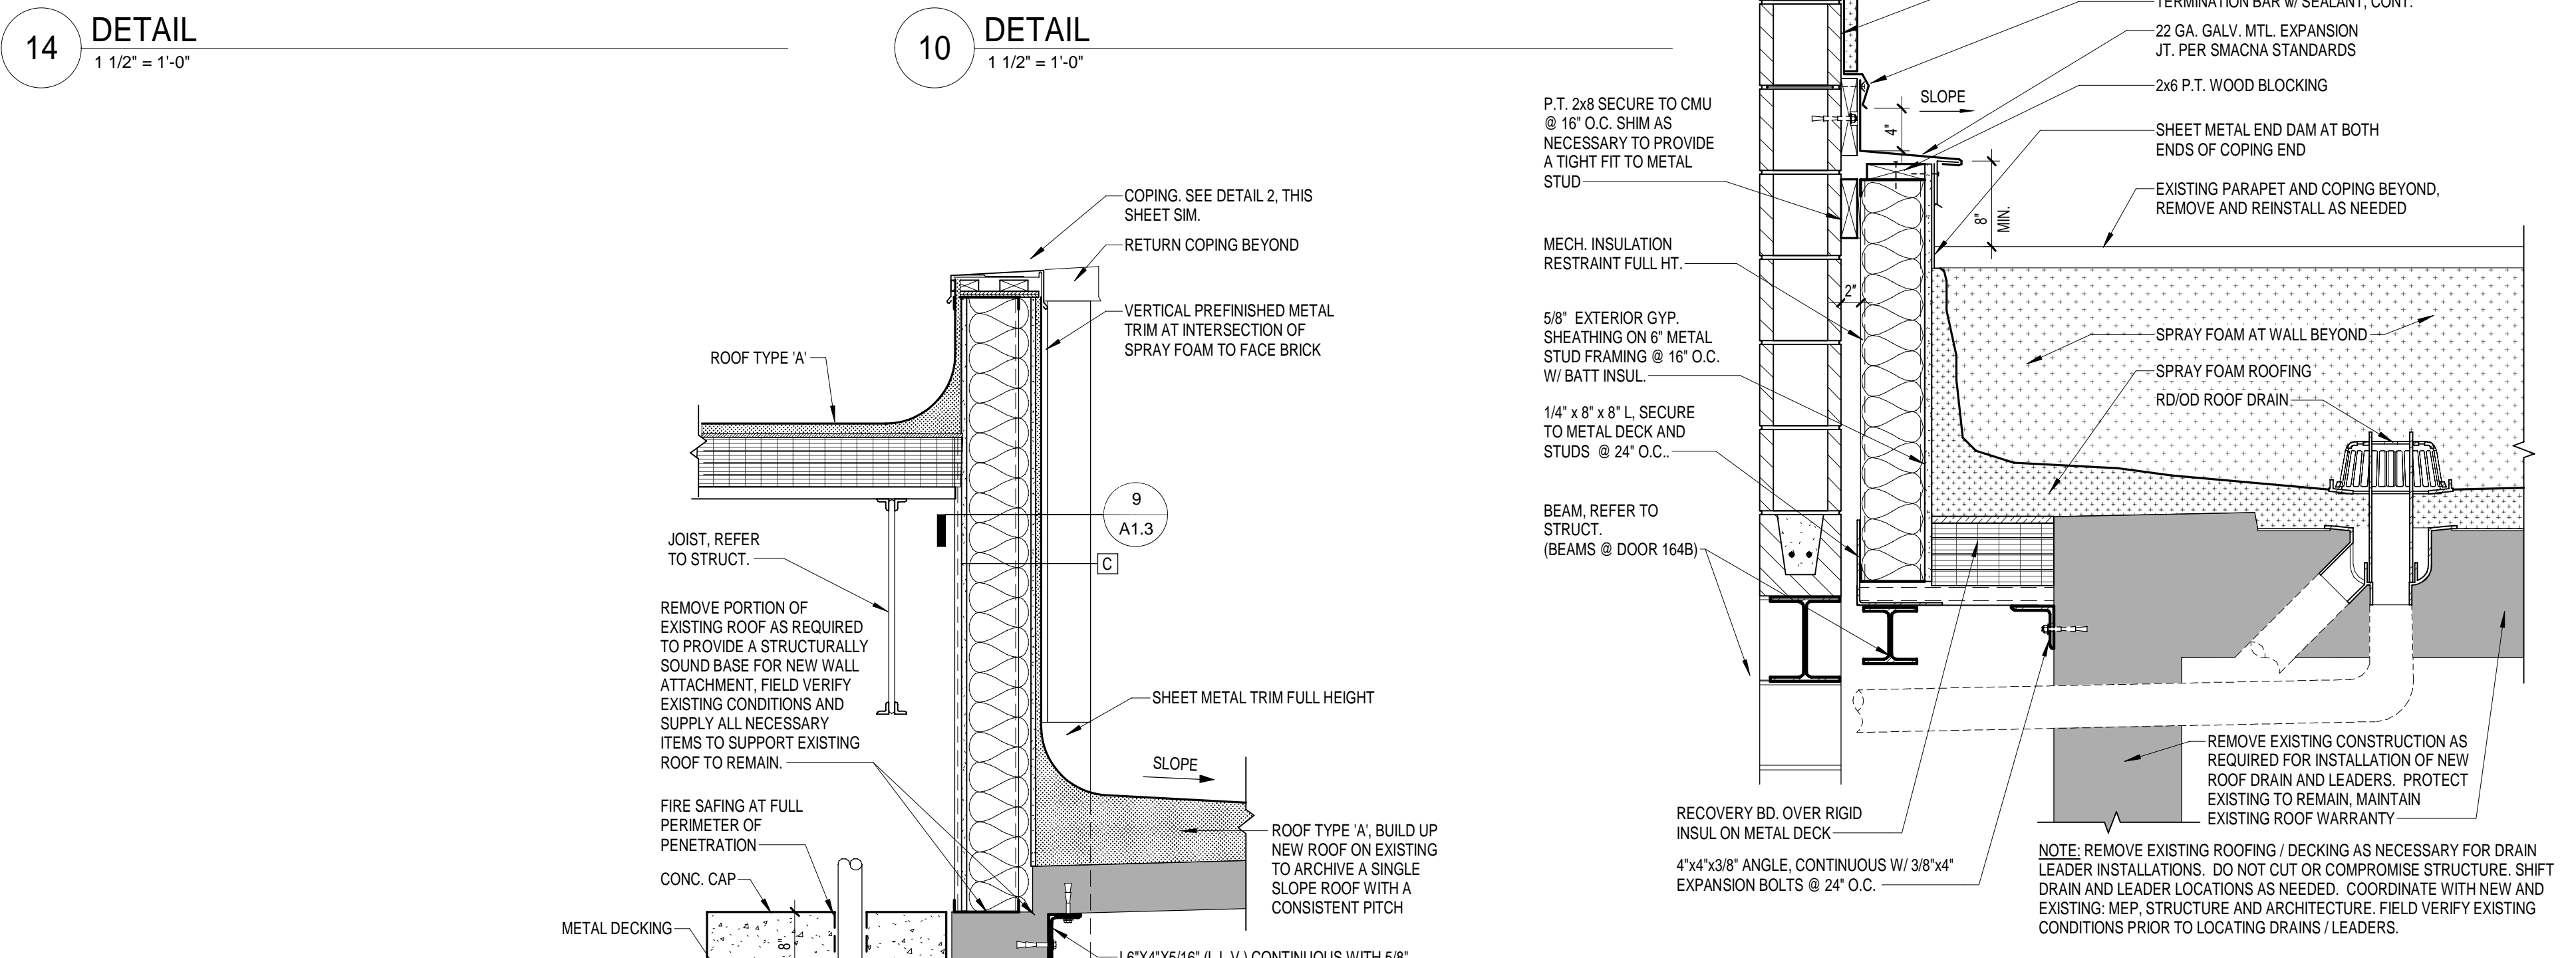 14
DETAIL
1 1/2" = 1'-0"
10
DETAIL
1 1/2" = 1'-0"
COPING. SEE DETAIL 2, THIS
SHEET SIM.
RETURN COPING BEYOND
VERTICAL PREFINISHED METAL
TRIM AT INTERSECTION OF
SPRAY FOAM TO FACE BRICK
ROOF TYPE 'A'
9
A1.3
C
JOIST, REFER
TO STRUCT.
REMOVE PORTION OF
EXISTING ROOF AS REQUIRED
TO PROVIDE A STRUCTURALLY
SOUND BASE FOR NEW WALL
ATTACHMENT, FIELD VERIFY
EXISTING CONDITIONS AND
SUPPLY ALL NECESSARY
ITEMS TO SUPPORT EXISTING
ROOF TO REMAIN.
SHEET METAL TRIM FULL HEIGHT
SLOPE
FIRE SAFING AT FULL
PERIMETER OF
PENETRATION
CONC. CAP
METAL DECKING
8"
ROOF TYPE 'A', BUILD UP
NEW ROOF ON EXISTING
TO ARCHIVE A SINGLE
SLOPE ROOF WITH A
CONSISTENT PITCH
L6"X4"X5/16" (L.L.V.) CONTINUOUS WITH 5/8"
TERMINATION BAR w/ SEALANT, CONT.
22 GA. GALV. MTL. EXPANSION
JT. PER SMACNA STANDARDS
2x6 P.T. WOOD BLOCKING
SHEET METAL END DAM AT BOTH
ENDS OF COPING END
EXISTING PARAPET AND COPING BEYOND,
REMOVE AND REINSTALL AS NEEDED
SLOPE
4"
8"
MIN.
2"
P.T. 2x8 SECURE TO CMU
@ 16" O.C. SHIM AS
NECESSARY TO PROVIDE
A TIGHT FIT TO METAL
STUD
MECH. INSULATION
RESTRAINT FULL HT.
5/8" EXTERIOR GYP.
SHEATHING ON 6" METAL
STUD FRAMING @ 16" O.C.
W/ BATT INSUL.
1/4" x 8" x 8" L, SECURE
TO METAL DECK AND
STUDS @ 24" O.C..
BEAM, REFER TO
STRUCT.
(BEAMS @ DOOR 164B)
SPRAY FOAM AT WALL BEYOND
SPRAY FOAM ROOFING
RD/OD ROOF DRAIN
REMOVE EXISTING CONSTRUCTION AS
REQUIRED FOR INSTALLATION OF NEW
ROOF DRAIN AND LEADERS. PROTECT
EXISTING TO REMAIN, MAINTAIN
EXISTING ROOF WARRANTY
RECOVERY BD. OVER RIGID
INSUL ON METAL DECK
4"x4"x3/8" ANGLE, CONTINUOUS W/ 3/8"x4"
EXPANSION BOLTS @ 24" O.C.
NOTE: REMOVE EXISTING ROOFING / DECKING AS NECESSARY FOR DRAIN
LEADER INSTALLATIONS. DO NOT CUT OR COMPROMISE STRUCTURE. SHIFT
DRAIN AND LEADER LOCATIONS AS NEEDED. COORDINATE WITH NEW AND
EXISTING: MEP, STRUCTURE AND ARCHITECTURE. FIELD VERIFY EXISTING
CONDITIONS PRIOR TO LOCATING DRAINS / LEADERS.